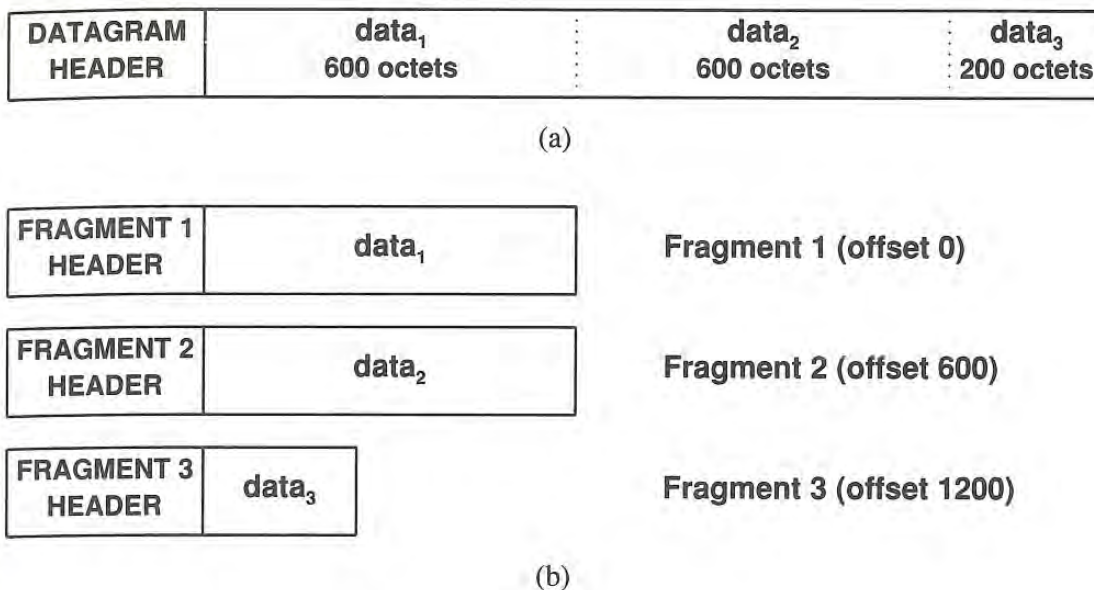 DATAGRAM HEADER
data₁
600 octets
data₂
600 octets
data₃
200 octets
(a)
FRAGMENT 1
HEADER
data₁
Fragment 1 (offset 0)
FRAGMENT 2
HEADER
data₂
Fragment 2 (offset 600)
FRAGMENT 3
HEADER
data₃
Fragment 3 (offset 1200)
(b)